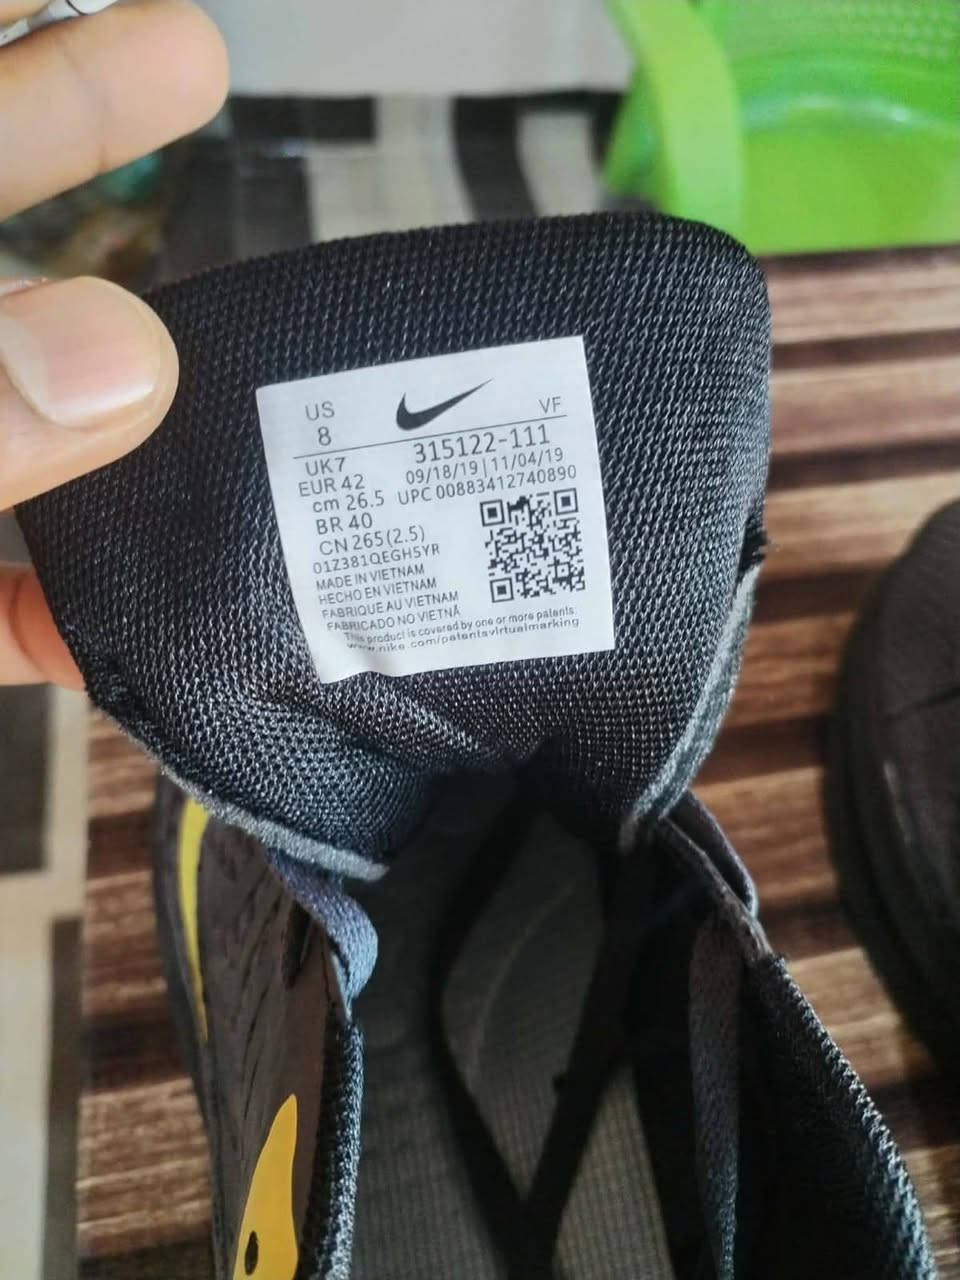 US
8
VF
315122-111
09/18/19 | 11/04/19
UPC 00883412740890
UK7
EUR 42
cm 26.5
BR 40
CN 265(2.5)
01Z381QEGH5YR
MADE IN VIETNAM
HECHO EN VIETNAM
FABRIQUE AU VIETNAM
FABRICADO NO VIETNÃ
This product is covered by one or more patents:
www.nike.com/patentsvirtualmarking